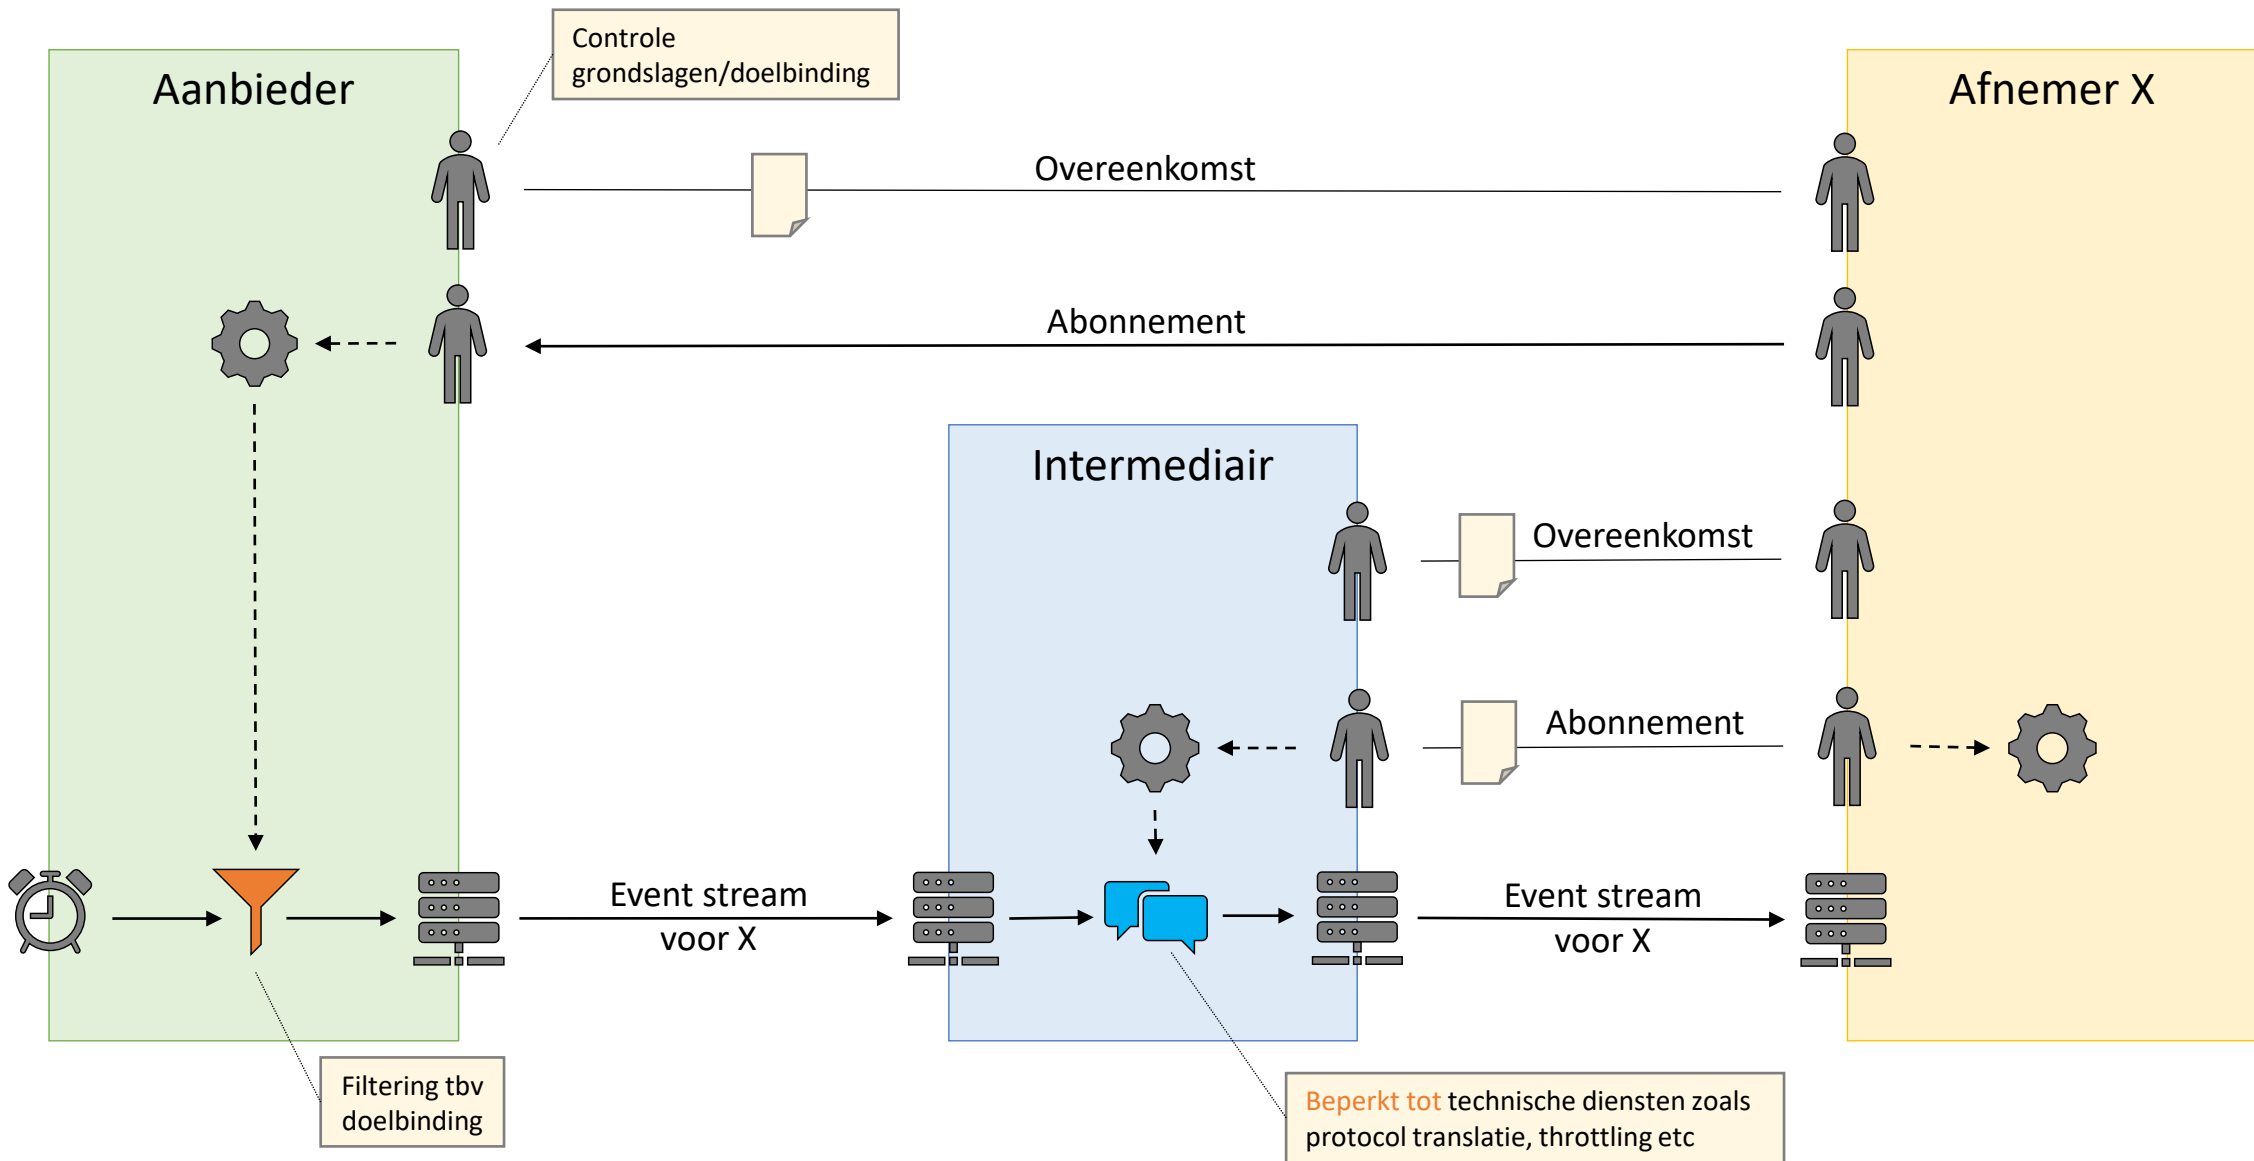 Controle
grondslagen/doelbinding
Aanbieder
Afnemer X
Overeenkomst
Abonnement
Intermediair
Overeenkomst
Abonnement
Event stream
voor X
Event stream
voor X
Filtering tbv
doelbinding
Beperkt tot technische diensten zoals
protocol translatie, throttling etc